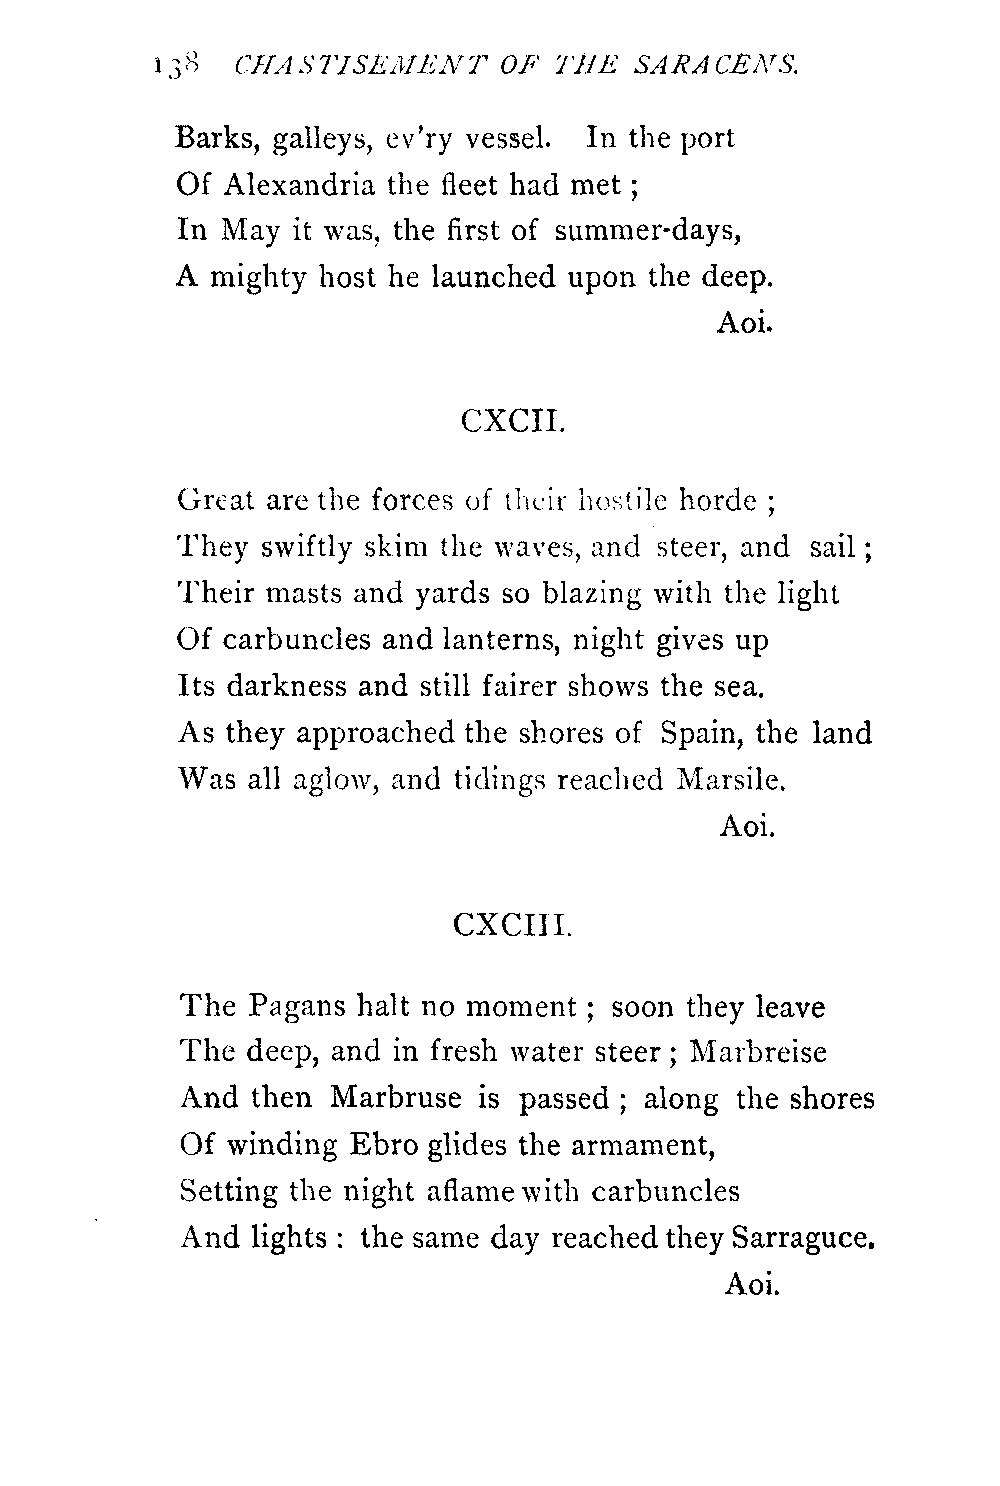 138 CHASTISEMENT OF THE SARACENS.
Barks, galleys, ev'ry vessel. In the port
Of Alexandria the fleet had met ;
In May it was, the first of summer-days,
A mighty host he launched upon the deep.
Aoi.
CXCII.
Great are the forces of their hostile horde ;
They swiftly skim the waves, and steer, and sail ;
Their masts and yards so blazing with the light
Of carbuncles and lanterns, night gives up
Its darkness and still fairer shows the sea.
As they approached the shores of Spain, the land
Was all aglow, and tidings reached Marsile.
Aoi.
CXCIII.
The Pagans halt no moment ; soon they leave
The deep, and in fresh water steer ; Marbreise
And then Marbruse is passed ; along the shores
Of winding Ebro glides the armament,
Setting the night aflame with carbuncles
And lights : the same day reached they Sarraguce.
Aoi.